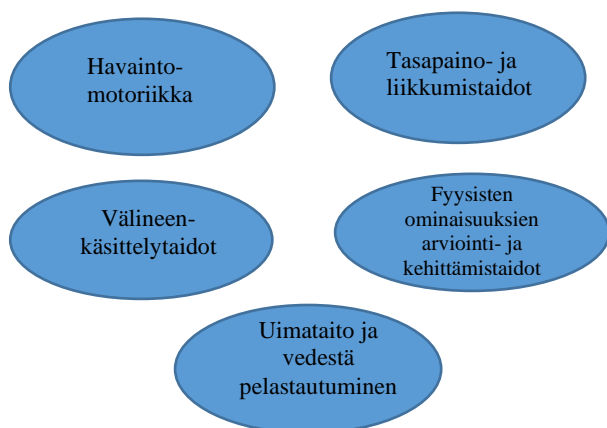 Havainto-
motoriikka
Tasapaino- ja
liikkumistaidot
Välineen-
käsittelytaidot
Fyysisten
ominaisuuksien
arviointi- ja
kehittämistaidot
Uimataito ja
vedestä
pelastautuminen